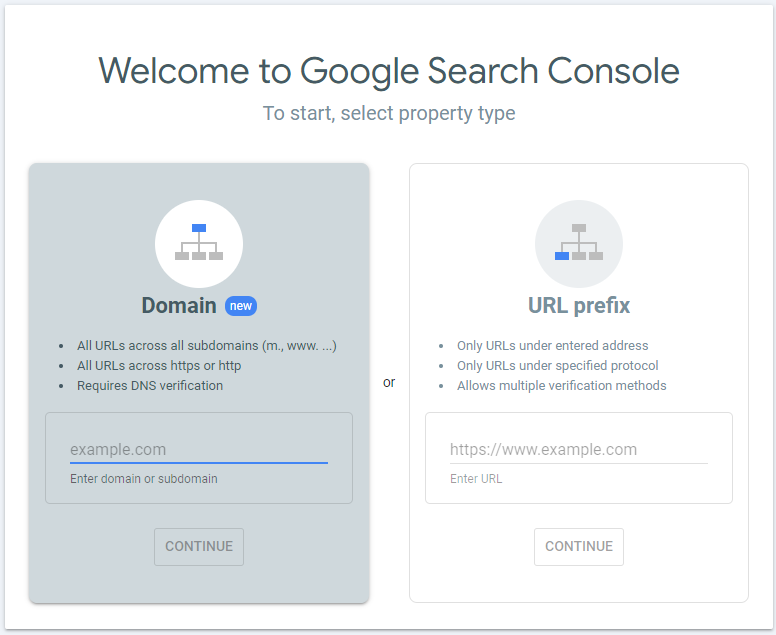 Welcome to Google Search Console
To start, select property type
Domain new
All URLs across all subdomains (m., www. ...)
All URLs across https or http
Requires DNS verification
example.com
Enter domain or subdomain
CONTINUE
or
URL prefix
Only URLs under entered address
Only URLs under specified protocol
Allows multiple verification methods
https://www.example.com
Enter URL
CONTINUE